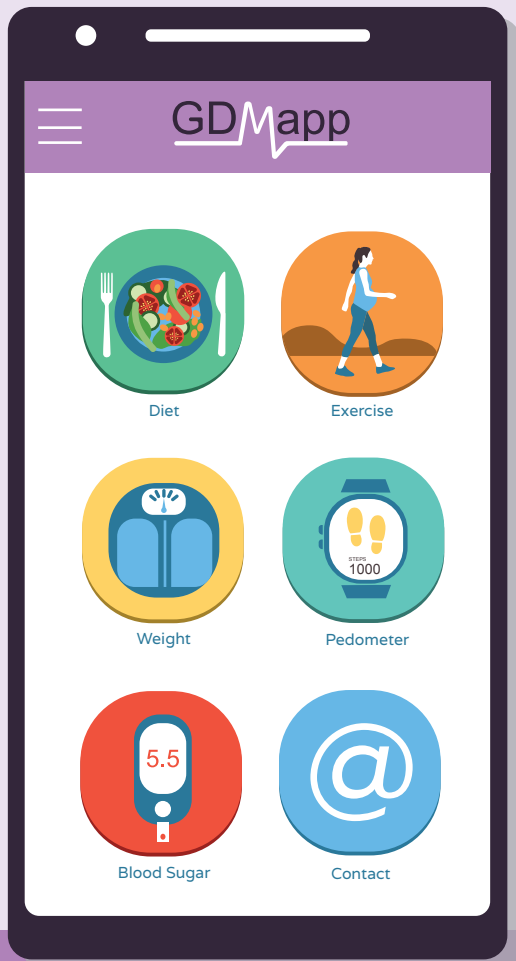 GDMapp
Diet
Exercise
STEPS
1000
Weight
Pedometer
5.5
@
Blood Sugar
Contact